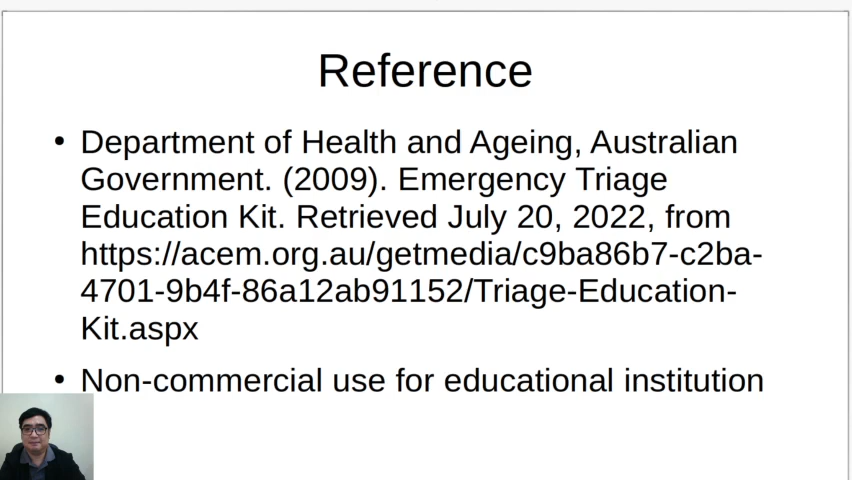 Reference
• Department of Health and Ageing, Australian
Government. (2009). Emergency Triage
Education Kit. Retrieved July 20, 2022, from
https://acem.org.au/getmedia/c9ba86b7-c2ba-
4701-9b4f-86a12ab91152/Triage-Education-
Kit.aspx
• Non-commercial use for educational institution